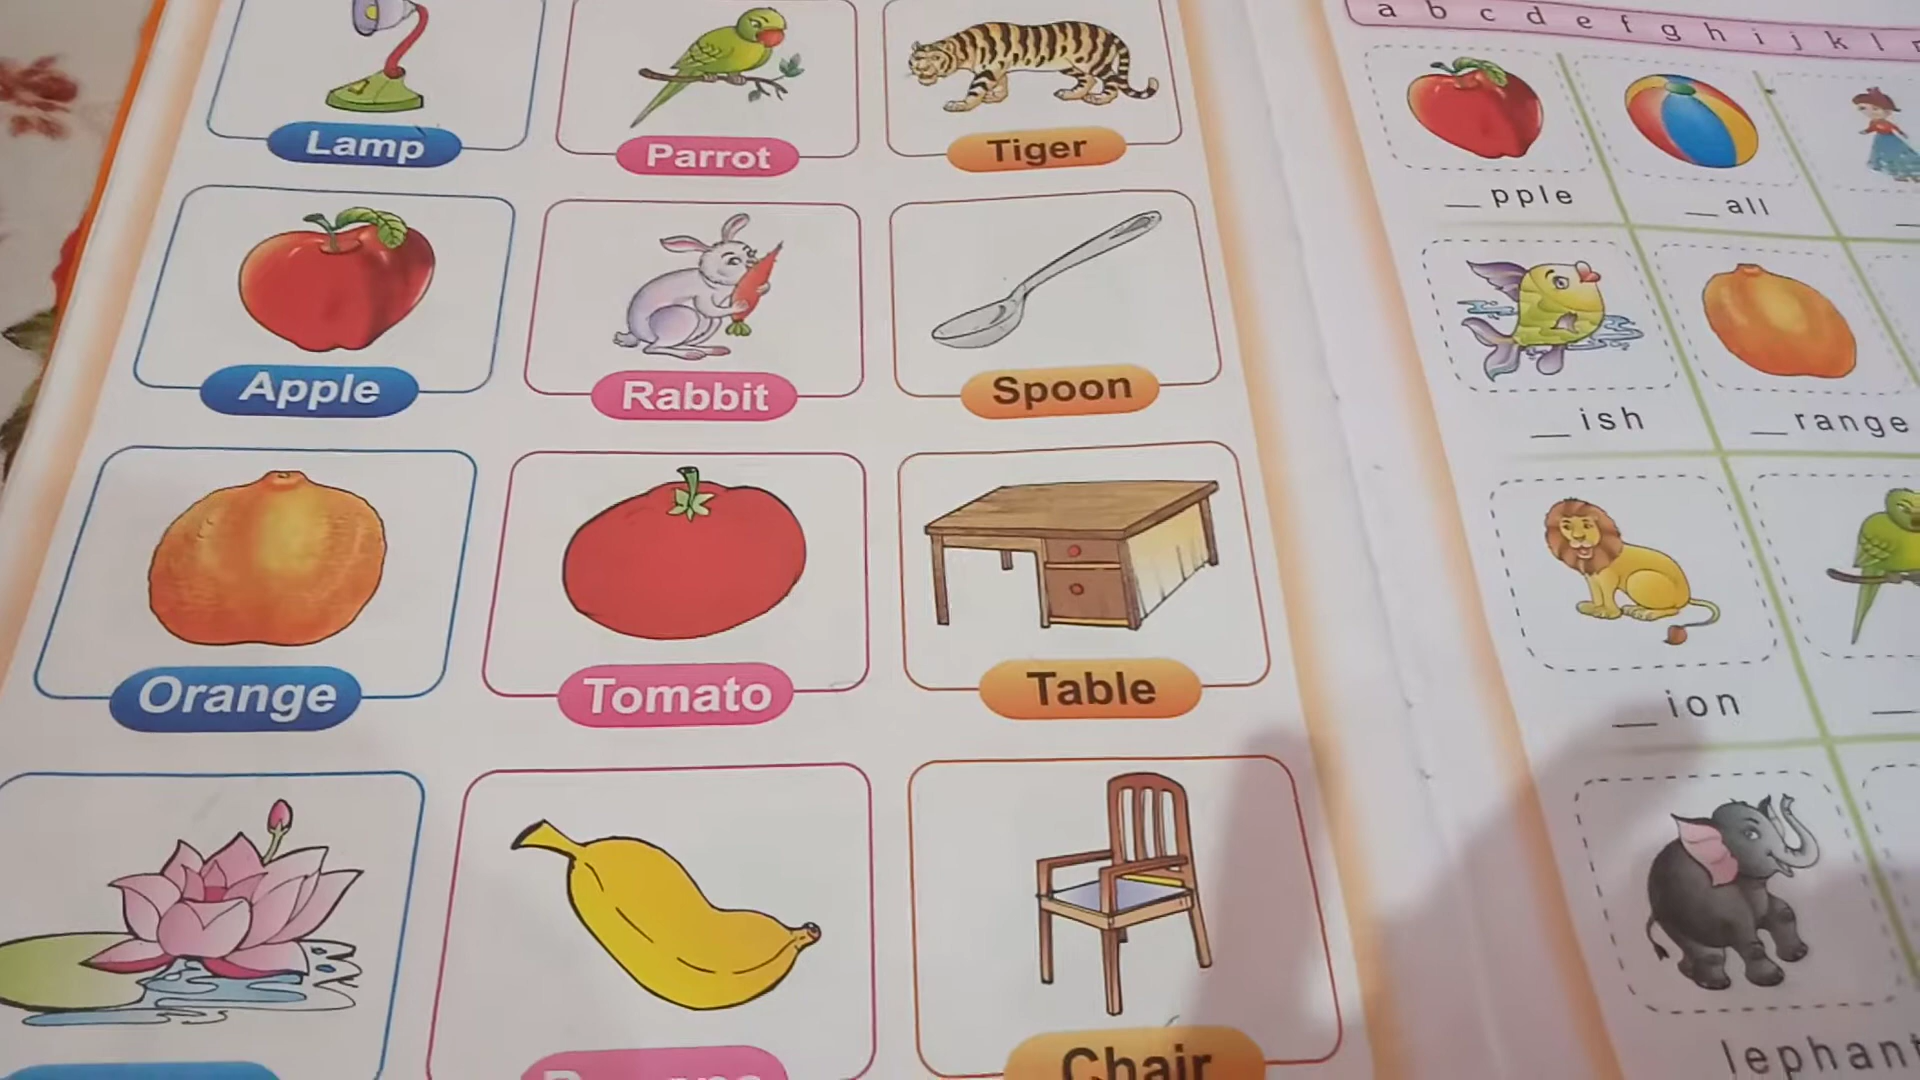 Lamp
Parrot
Tiger
Apple
Rabbit
Spoon
Orange
Tomato
Table
Chair
a b c d e f g h i j k l
__ pple
__ all
__ ish
__ range
__ ion
lephant